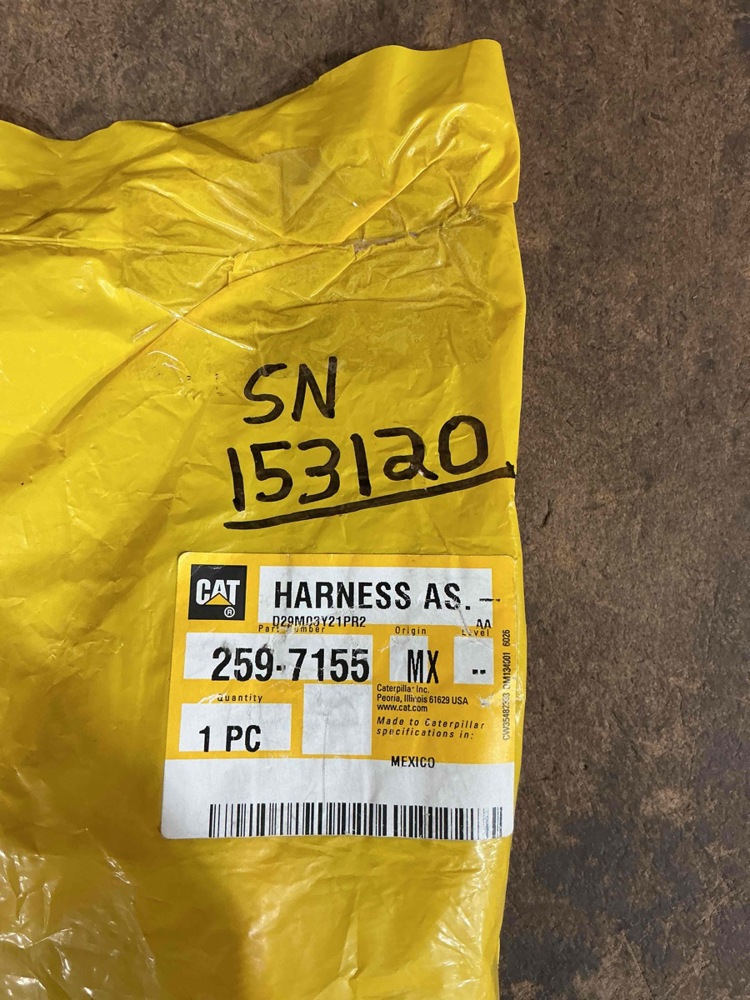 SN
153120
CAT
®
HARNESS AS. -
D29M03Y21PR2 AA
Part Number Origin Level
259-7155 MX --
Quantity
1 PC
Caterpillar Inc.
Peoria, Illinois 61629 USA
www.cat.com
Made to Caterpillar
specifications in:
MEXICO